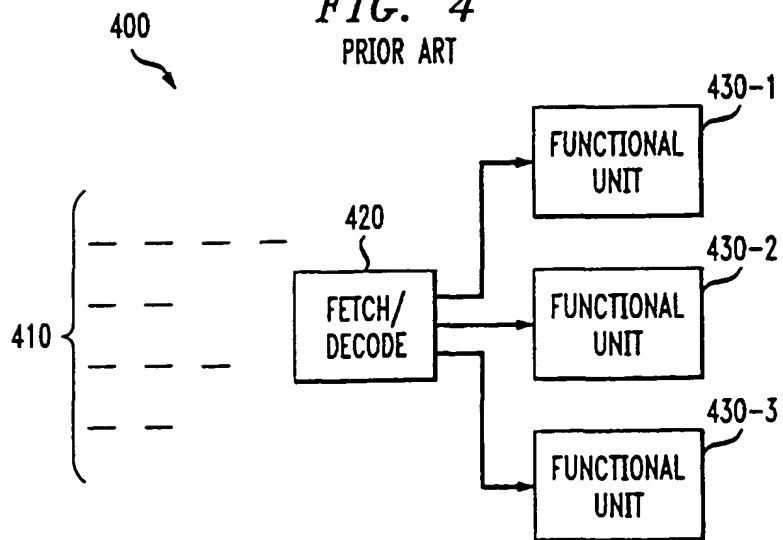 FIG. 4
PRIOR ART
400
410
420
FETCH/
DECODE
430-1
FUNCTIONAL
UNIT
430-2
FUNCTIONAL
UNIT
430-3
FUNCTIONAL
UNIT